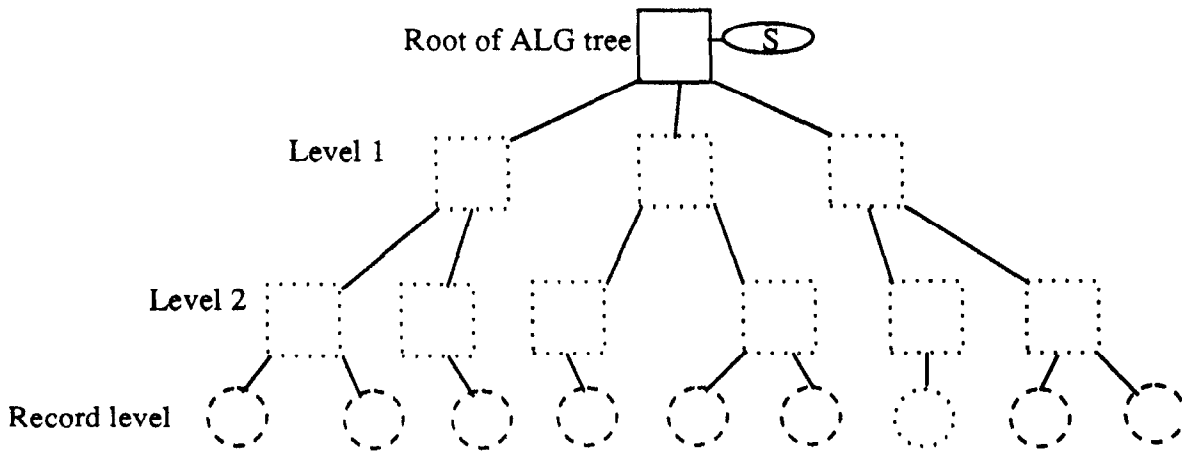 Root of ALG tree
S
Level 1
Level 2
Record level